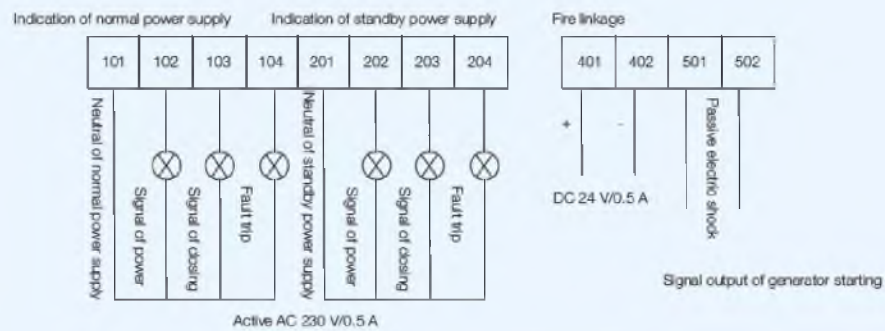 Indication of normal power supply
Indication of standby power supply
Fire linkage
101 102 103 104 201 202 203 204
401 402 501 502
Neutral of normal power supply
Signal of power
Signal of closing
Fault trip
Neutral of standby power supply
Signal of power
Signal of closing
Fault trip
+ -
DC 24 V/0.5 A
Passive electric shock
Signal output of generator starting
Active AC 230 V/0.5 A